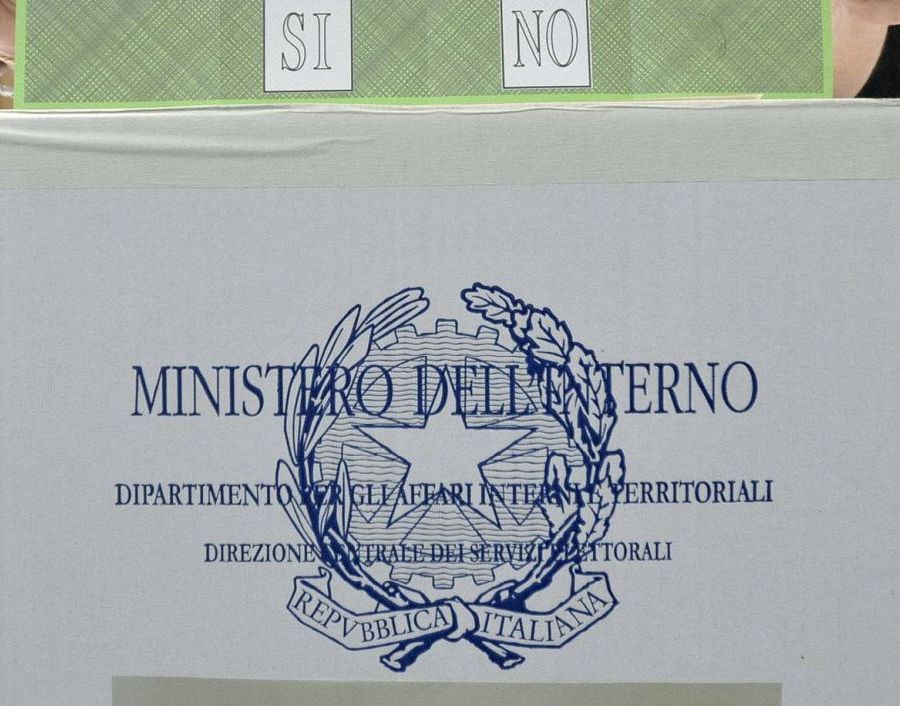 SI NO
MINISTERO DELL'INTERNO
DIPARTIMENTO PER GLI AFFARI INTERNI E TERRITORIALI
DIREZIONE CENTRALE DEI SERVIZI ELETTORALI
REPVBBLICA ITALIANA